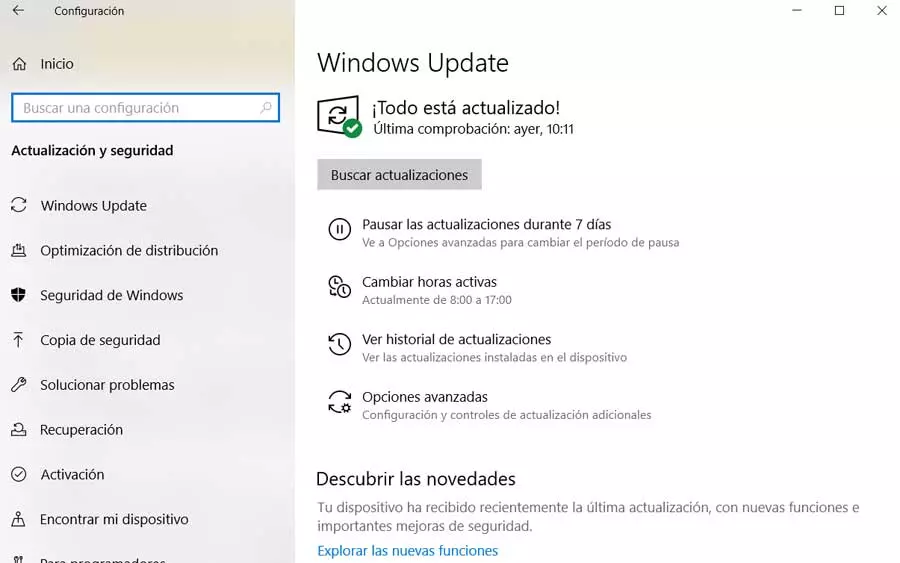 Configuración
Inicio
Buscar una configuración
Actualización y seguridad
Windows Update
Optimización de distribución
Seguridad de Windows
Copia de seguridad
Solucionar problemas
Recuperación
Activación
Encontrar mi dispositivo
Para programadores
Windows Update
¡Todo está actualizado!
Última comprobación: ayer, 10:11
Buscar actualizaciones
Pausar las actualizaciones durante 7 días
Ve a Opciones avanzadas para cambiar el período de pausa
Cambiar horas activas
Actualmente de 8:00 a 17:00
Ver historial de actualizaciones
Ver las actualizaciones instaladas en el dispositivo
Opciones avanzadas
Configuración y controles de actualización adicionales
Descubrir las novedades
Tu dispositivo ha recibido recientemente la última actualización, con nuevas funciones e
importantes mejoras de seguridad.
Explorar las nuevas funciones